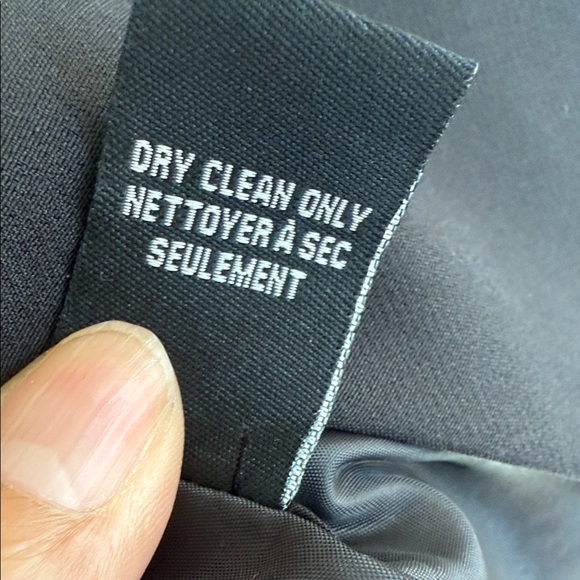 DRY CLEAN ONLY
NETTOYER À SEC
SEULEMENT